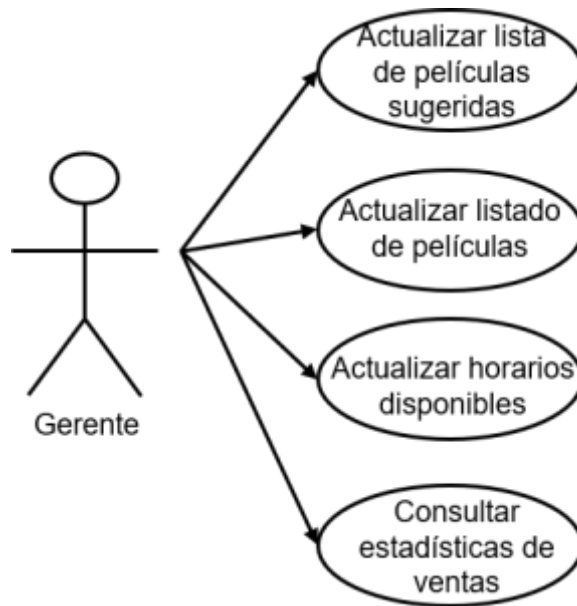 Actualizar lista
de películas
sugeridas
Actualizar listado
de películas
Actualizar horarios
disponibles
Gerente
Consultar
estadísticas de
ventas